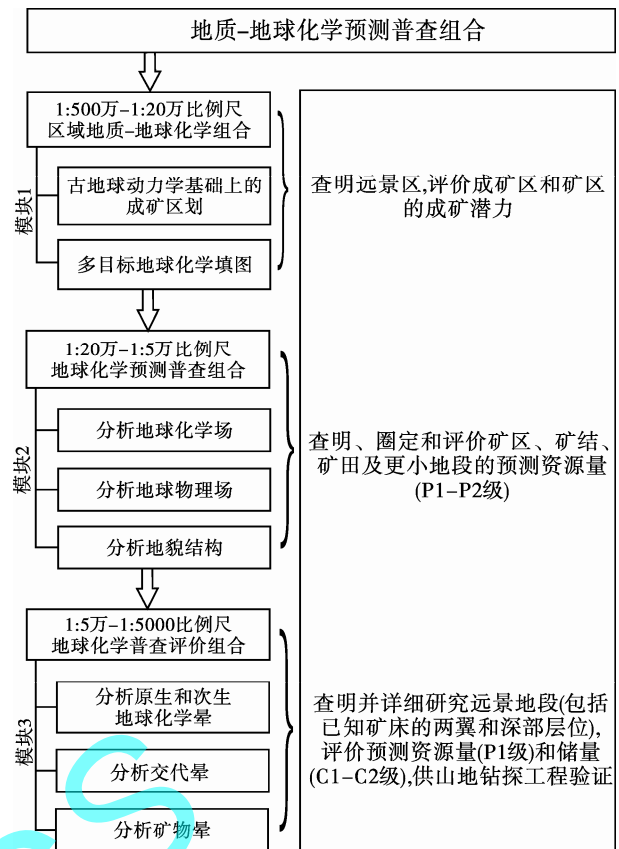 地质-地球化学预测普查组合
1:500万-1:20万比例尺
区域地质-地球化学组合
古地球动力学基础上的
成矿区划
多目标地球化学填图
模块1
查明远景区,评价成矿区和矿区
的成矿潜力
1:20万-1:5万比例尺
地球化学预测普查组合
分析地球化学场
分析地球物理场
分析地貌结构
模块2
查明、圈定和评价矿区、矿结、
矿田及更小地段的预测资源量
(P1-P2级)
1:5万-1:5000比例尺
地球化学普查评价组合
分析原生和次生
地球化学晕
分析交代晕
分析矿物晕
模块3
查明并详细研究远景地段(包括
已知矿床的两翼和深部层位),
评价预测资源量(P1级)和储量
(C1-C2级),供山地钻探工程验证